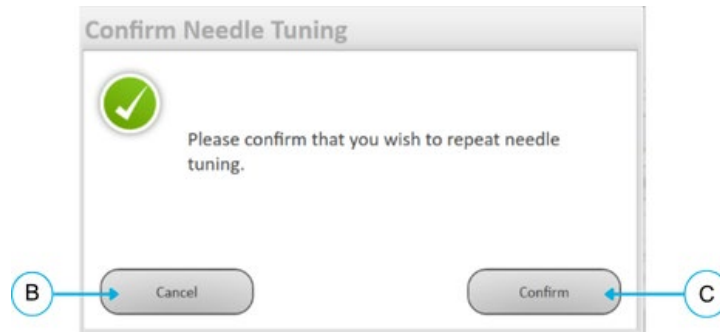 Confirm Needle Tuning
Please confirm that you wish to repeat needle
tuning.
B
Cancel
Confirm
C